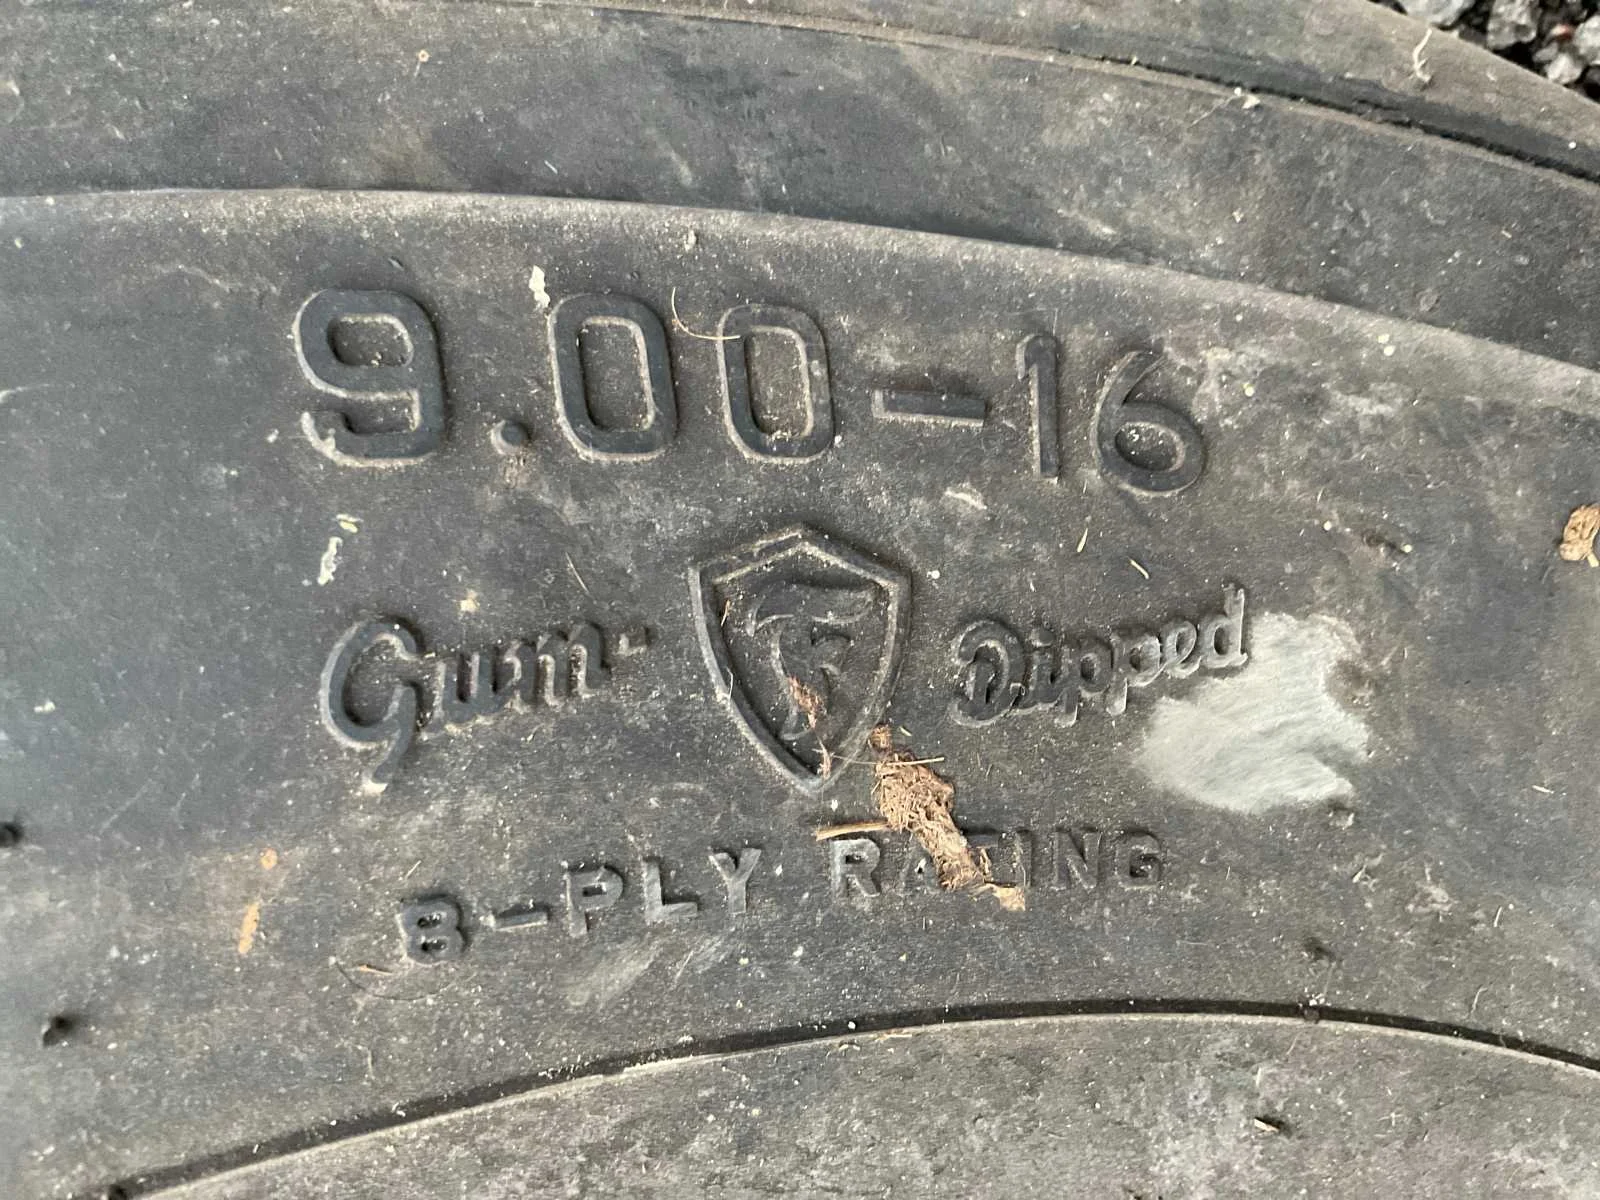 9.00-16
Gum- F Dipped
8-PLY RATING